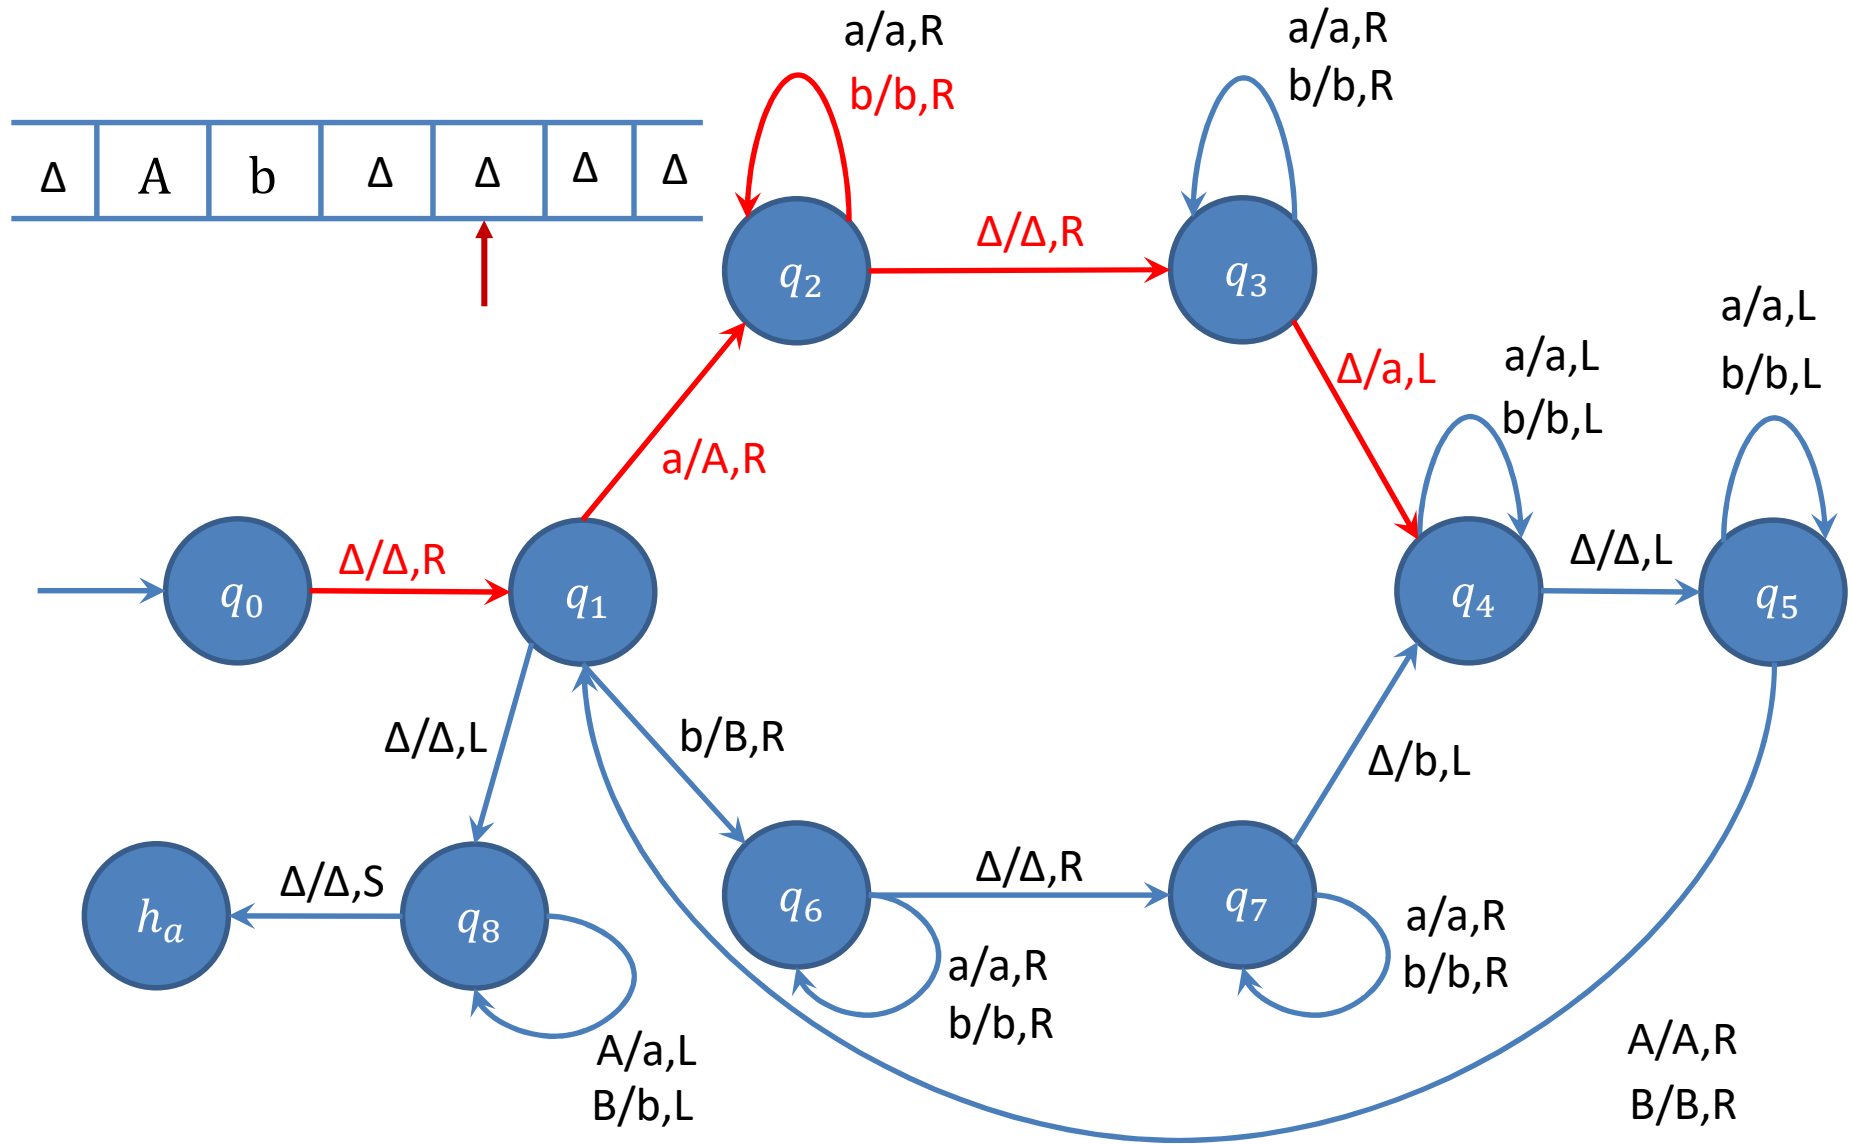 a/a,R
b/b,R
a/a,R
b/b,R
Δ A b Δ Δ Δ Δ
q₂
Δ/Δ,R
q₃
a/a,L
b/b,L
Δ/a,L
a/a,L
b/b,L
a/A,R
q₀
Δ/Δ,R
q₁
q₄
Δ/Δ,L
q₅
Δ/Δ,L
b/B,R
Δ/b,L
hₐ
Δ/Δ,S
q₈
q₆
Δ/Δ,R
q₇
a/a,R
b/b,R
a/a,R
b/b,R
A/a,L
B/b,L
A/A,R
B/B,R